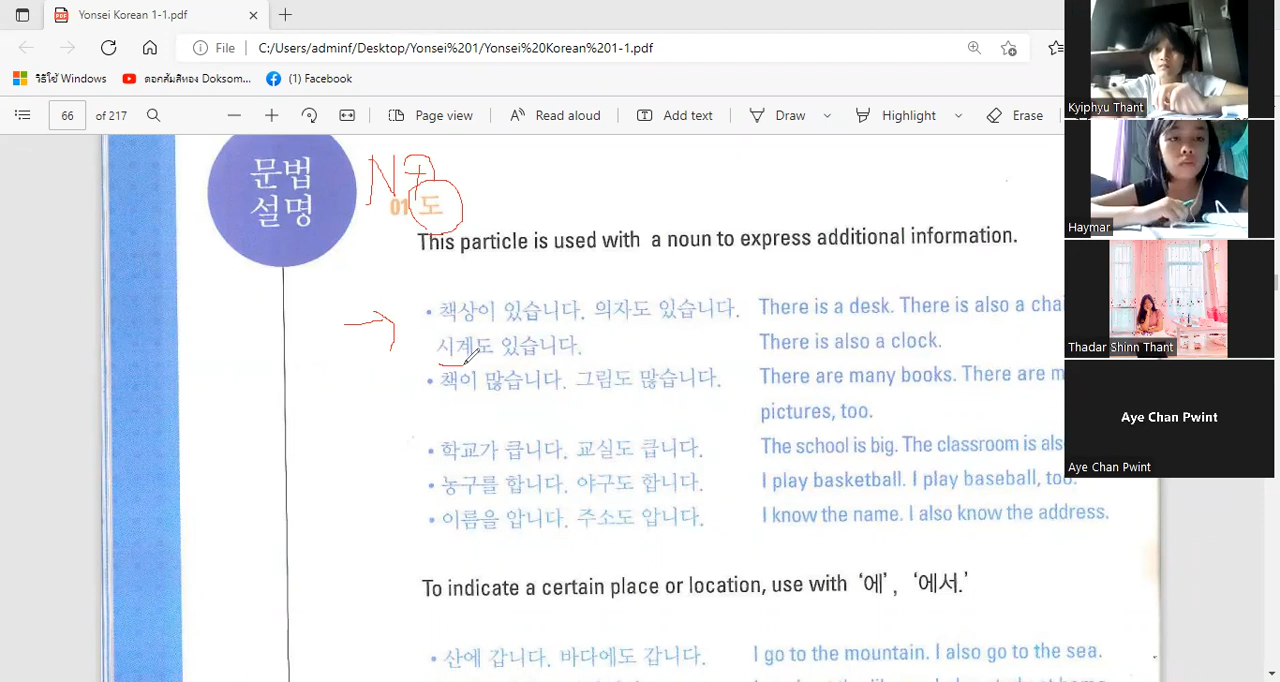 Yonsei Korean 1-1.pdf
File C:/Users/adminf/Desktop/Yonsei%201/Yonsei%20Korean%201-1.pdf
วิธีใช้ Windows ดอกส้มสีทอง Doksom... (1) Facebook
66 of 217 Page view Read aloud Add text Draw Highlight Erase
문법
설명
N+
01 도
This particle is used with a noun to express additional information.
• 책상이 있습니다. 의자도 있습니다. There is a desk. There is also a chai
시계도 있습니다. There is also a clock.
• 책이 많습니다. 그림도 많습니다. There are many books. There are m
pictures, too.
• 학교가 큽니다. 교실도 큽니다. The school is big. The classroom is als
• 농구를 합니다. 야구도 합니다. I play basketball. I play baseball, too.
• 이름을 압니다. 주소도 압니다. I know the name. I also know the address.
To indicate a certain place or location, use with ‘에’, ‘에서.’
• 산에 갑니다. 바다에도 갑니다. I go to the mountain. I also go to the sea.
Kyiphyu Thant
Haymar
Thadar Shinn Thant
Aye Chan Pwint
Aye Chan Pwint